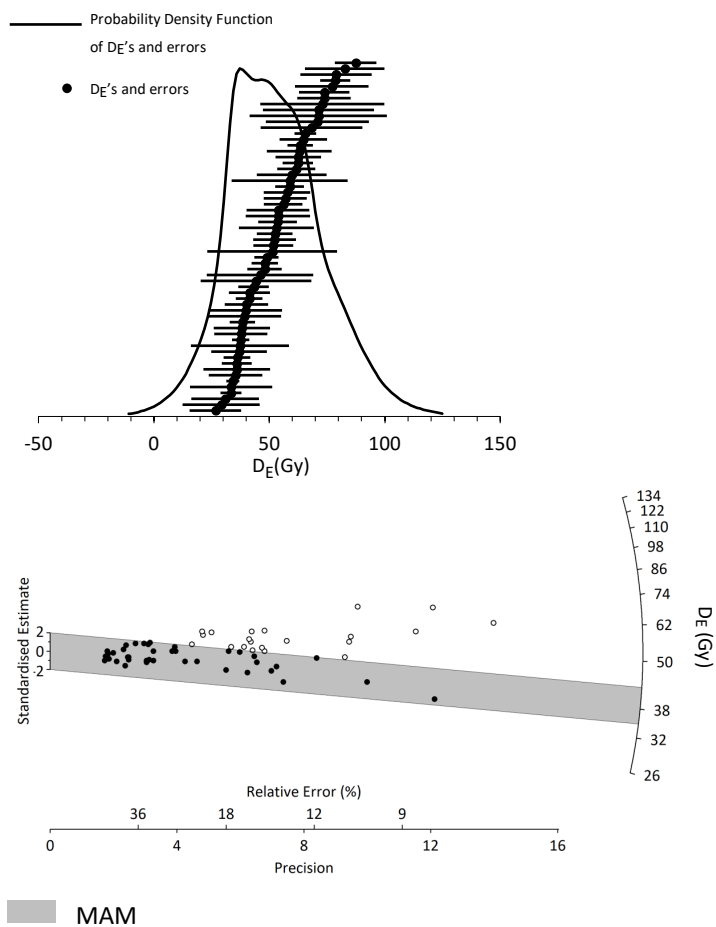 Probability Density Function
of DE's and errors
DE's and errors
-50 0 50 100 150
DE(Gy)
134
122
110
98
86
74
62
50
38
32
26
DE (Gy)
Standardised Estimate
2
0
-2
Relative Error (%)
36 18 12 9
0 4 8 12 16
Precision
MAM